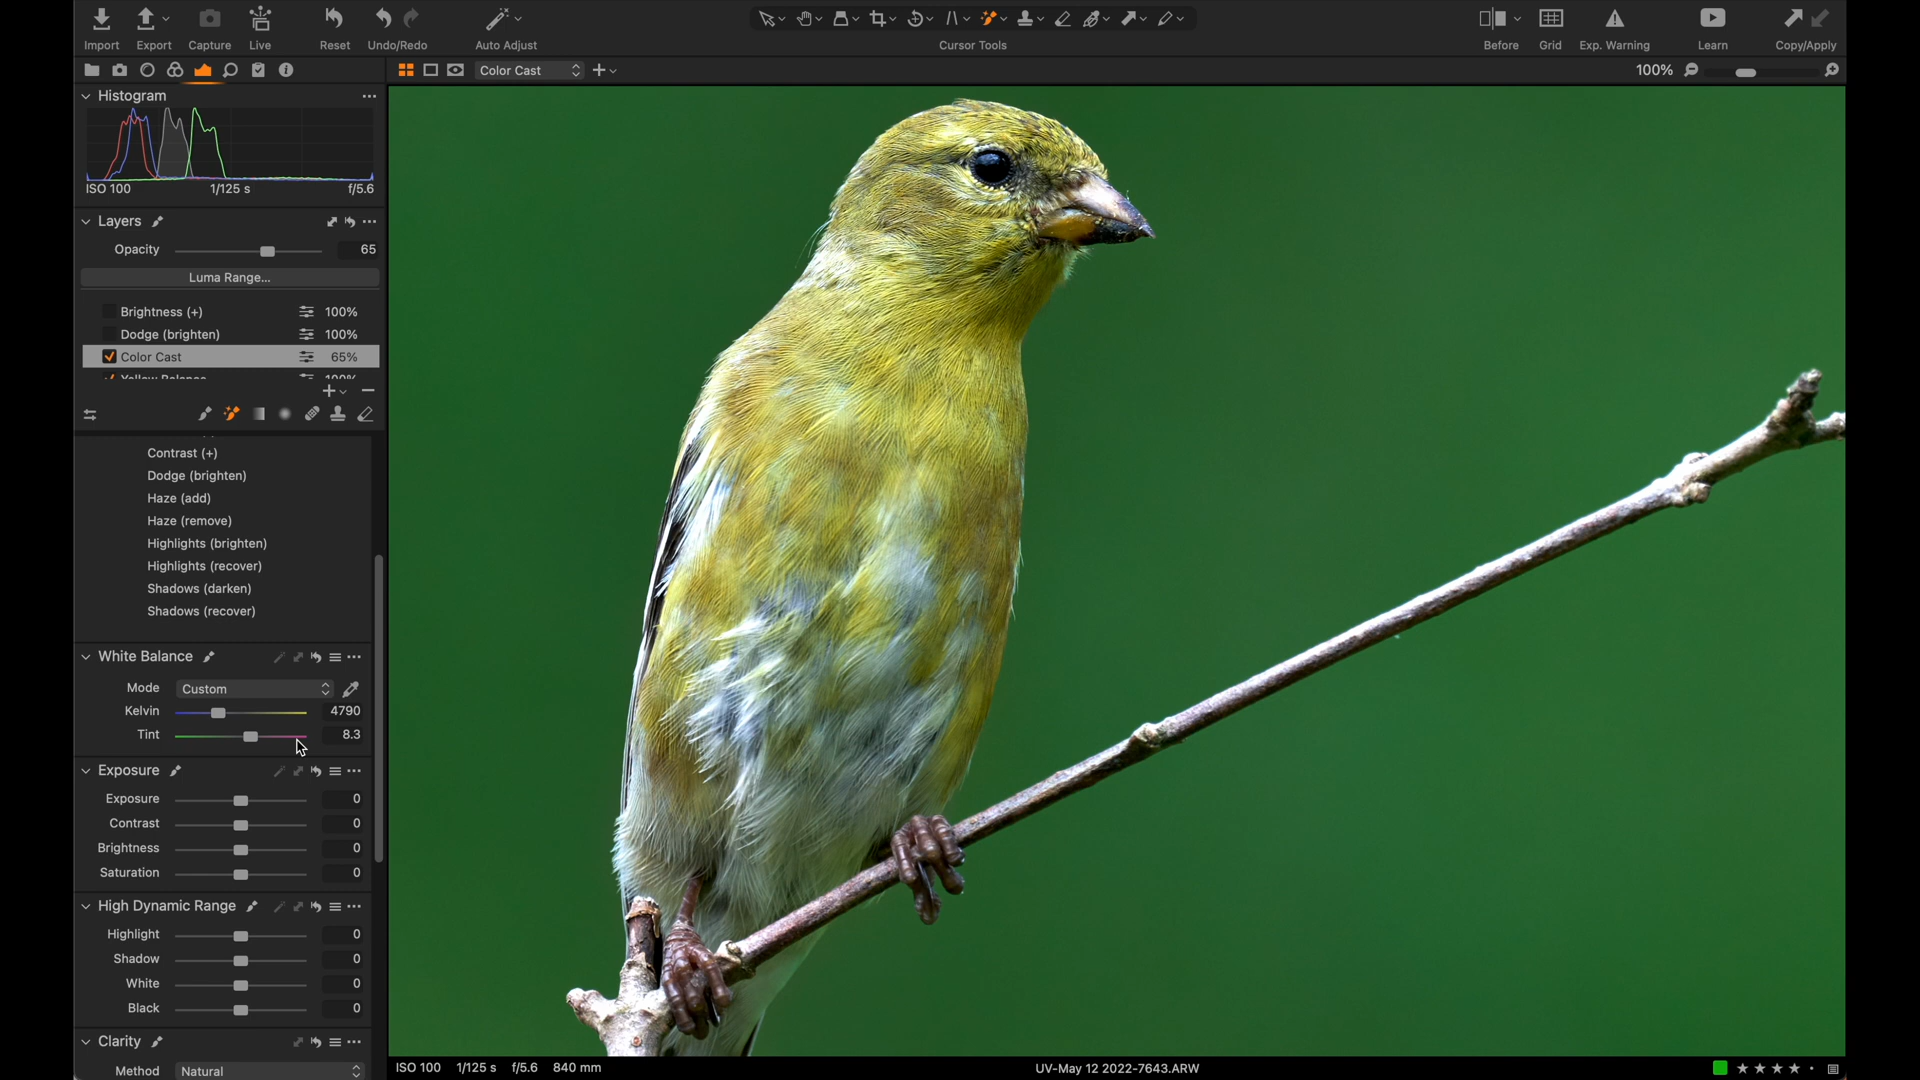 Import Export Capture Live Reset Undo/Redo Auto Adjust Cursor Tools Before Grid Exp. Warning Learn Copy/Apply
Color Cast 100%
Histogram
ISO 100 1/125 s f/5.6
Layers
Opacity 65
Luma Range...
Brightness (+) 100%
Dodge (brighten) 100%
Color Cast 65%
Yellow Balance 100%
Contrast (+)
Dodge (brighten)
Haze (add)
Haze (remove)
Highlights (brighten)
Highlights (recover)
Shadows (darken)
Shadows (recover)
White Balance
Mode Custom
Kelvin 4790
Tint 8.3
Exposure
Exposure 0
Contrast 0
Brightness 0
Saturation 0
High Dynamic Range
Highlight 0
Shadow 0
White 0
Black 0
Clarity
Method Natural
ISO 100 1/125 s f/5.6 840 mm UV-May 12 2022-7643.ARW